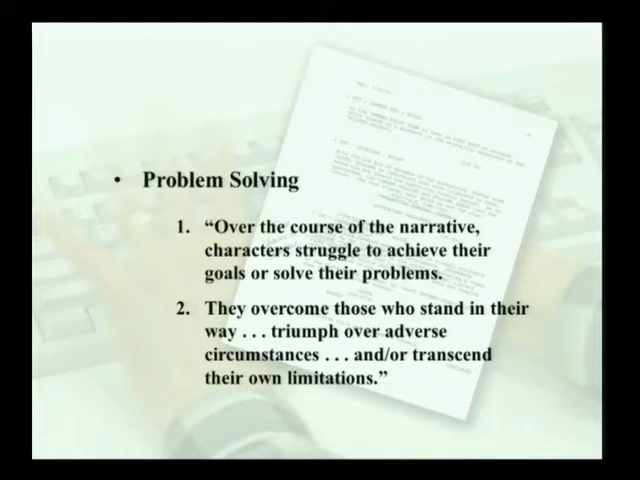 • Problem Solving
1. “Over the course of the narrative,
characters struggle to achieve their
goals or solve their problems.
2. They overcome those who stand in their
way . . . triumph over adverse
circumstances . . . and/or transcend
their own limitations.”